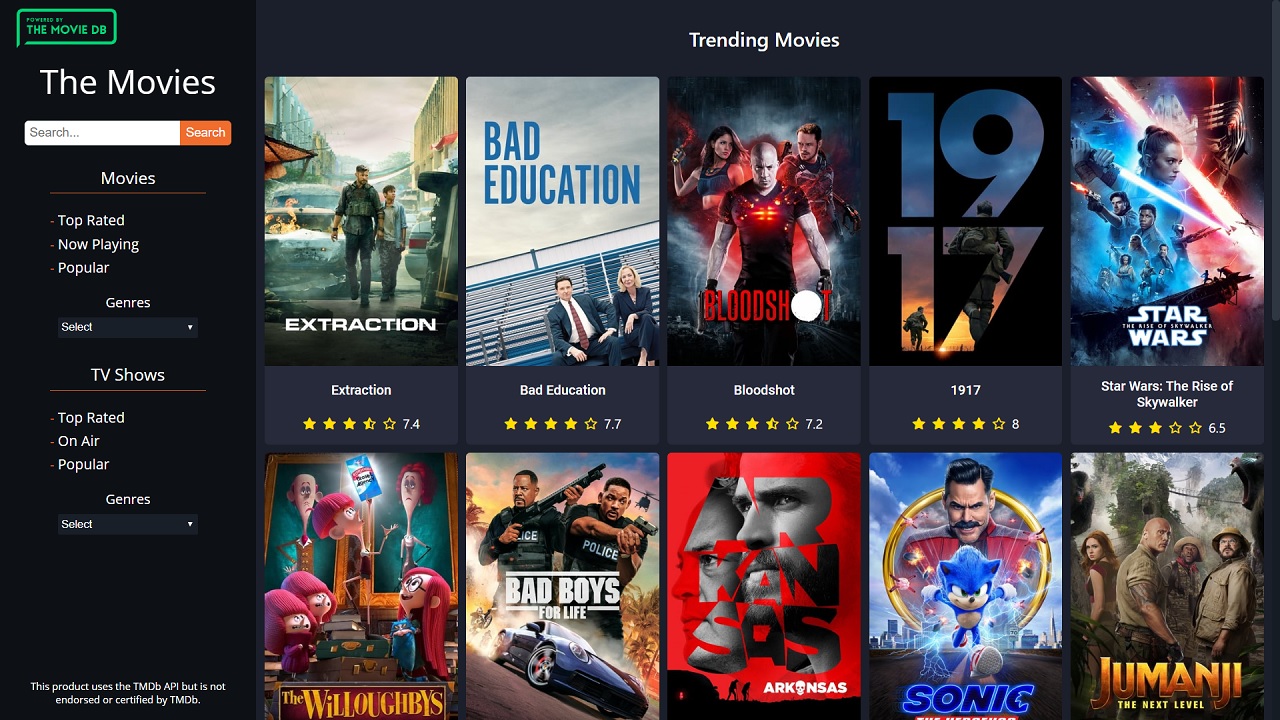 POWERED BY
THE MOVIE DB
The Movies
Search...
Search
Movies
- Top Rated
- Now Playing
- Popular
Genres
Select
TV Shows
- Top Rated
- On Air
- Popular
Genres
Select
This product uses the TMDb API but is not
endorsed or certified by TMDb.
Trending Movies
EXTRACTION
BAD
EDUCATION
BLOODSHOT
19
17
STAR
THE RISE OF SKYWALKER
WARS
Extraction
7.4
Bad Education
7.7
Bloodshot
7.2
1917
8
Star Wars: The Rise of
Skywalker
6.5
The WILLOUGHBYS
POLICE
BAD BOYS
FOR LIFE
AR
KAN
SAS
ARKANSAS
SONIC
THE HEDGEHOG
JUMANJI
THE NEXT LEVEL